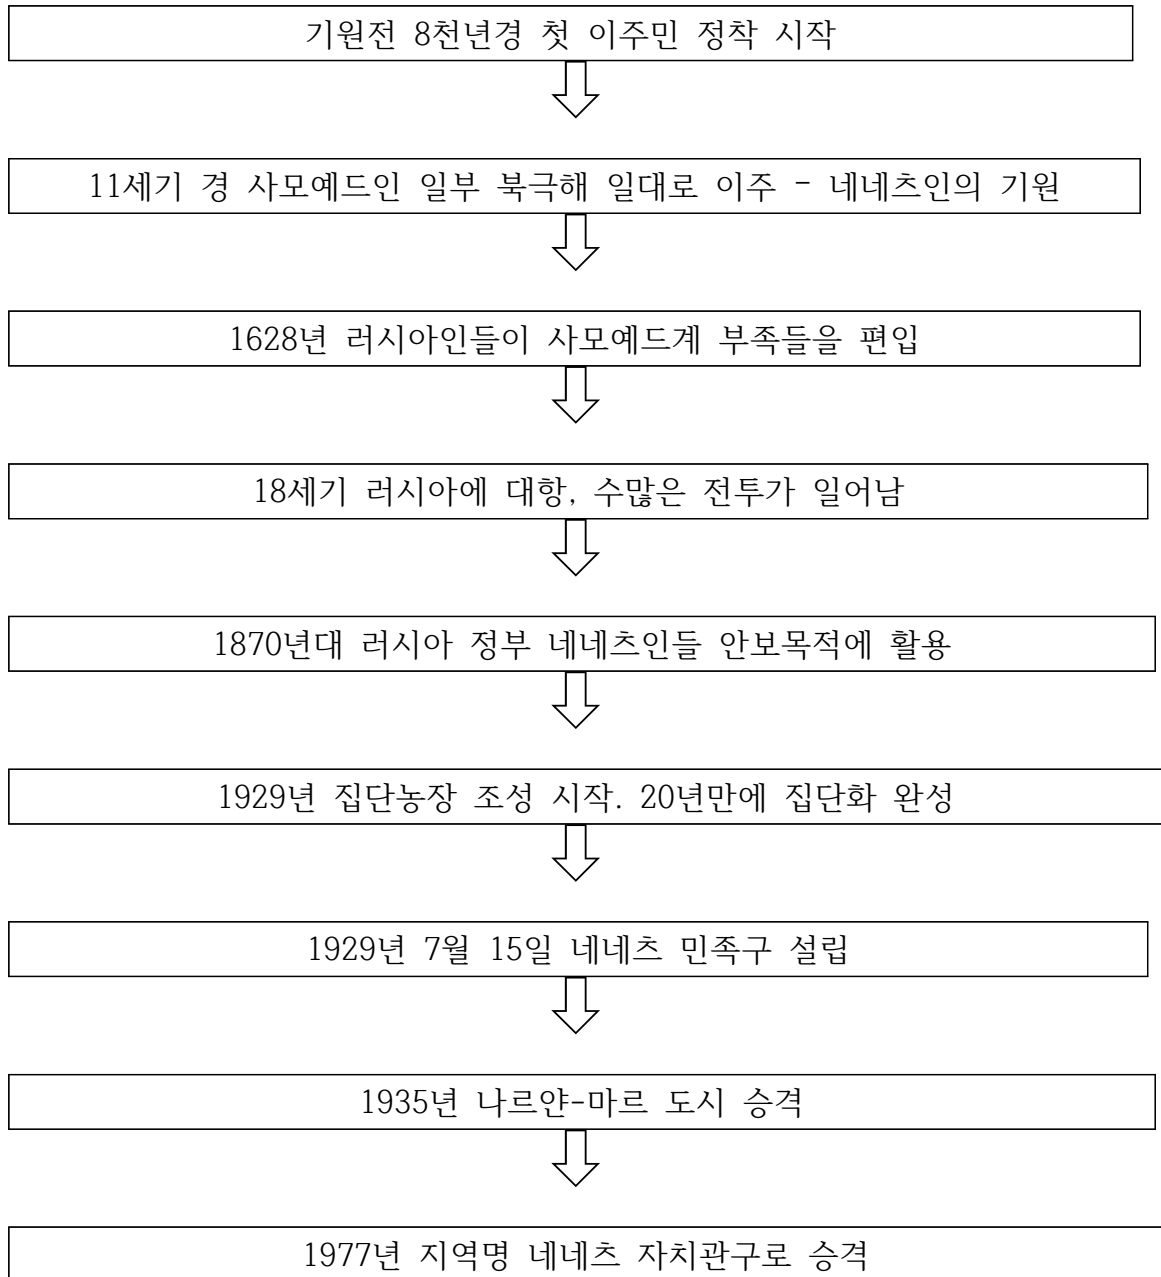 기원전 8천년경 첫 이주민 정착 시작
11세기 경 사모예드인 일부 북극해 일대로 이주 - 네네츠인의 기원
1628년 러시아인들이 사모예드계 부족들을 편입
18세기 러시아에 대항, 수많은 전투가 일어남
1870년대 러시아 정부 네네츠인들 안보목적에 활용
1929년 집단농장 조성 시작. 20년만에 집단화 완성
1929년 7월 15일 네네츠 민족구 설립
1935년 나르얀-마르 도시 승격
1977년 지역명 네네츠 자치관구로 승격